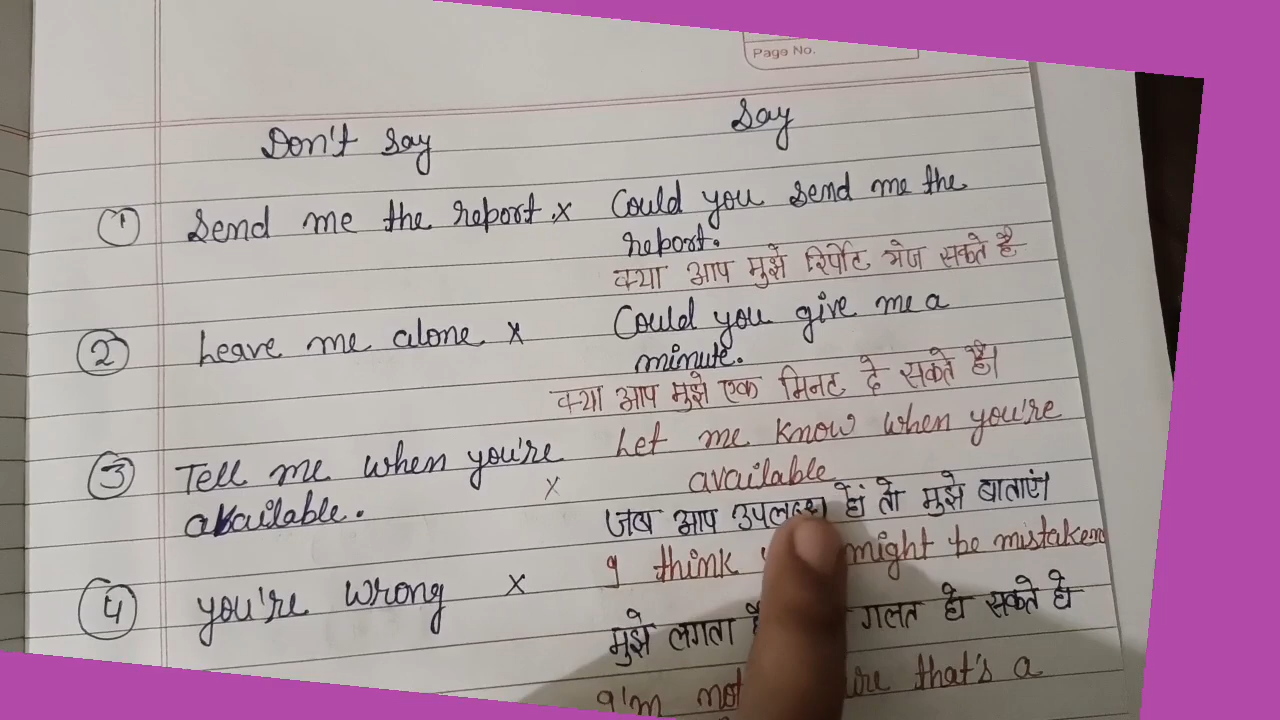 Page No.
Don't say Say
① Send me the report. x Could you send me the
report.
क्या आप मुझे रिर्पोट भेज सकते है
② Leave me alone x Could you give me a
minute.
क्या आप मुझे एक मिनट दे सकते है।
③ Tell me when you're Let me know when you're
available. x available
जब आप उपलब्ध हों तो मुझे बाताएं।
④ you're wrong x I think might be mistaken
मुझे लगता गलत हो सकते हो
I'm not that's a